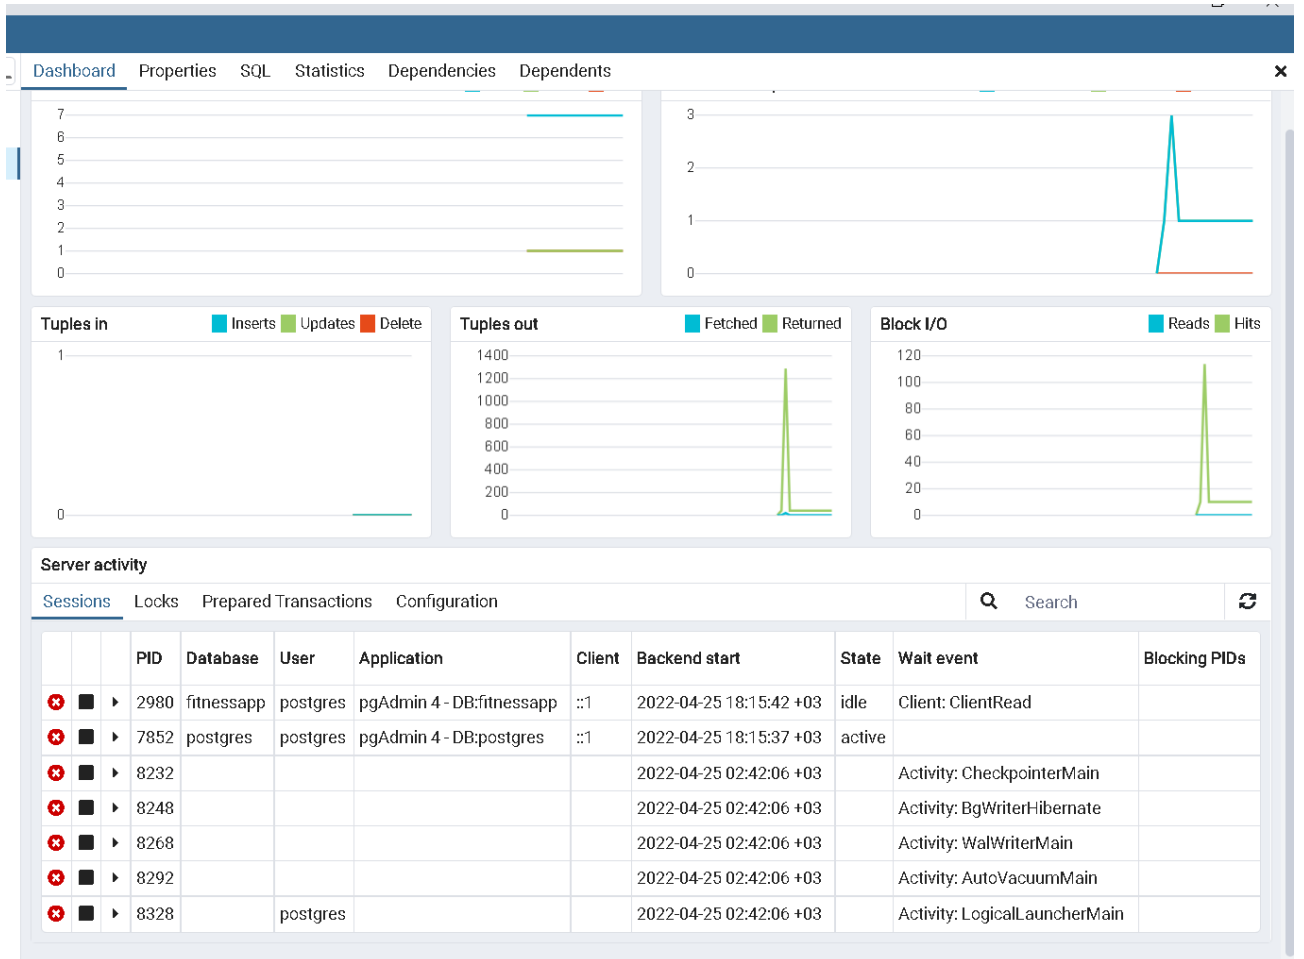 Dashboard Properties SQL Statistics Dependencies Dependents
7
6
5
4
3
2
1
0
3
2
1
0
Tuples in Inserts Updates Delete
1
0
Tuples out Fetched Returned
1400
1200
1000
800
600
400
200
0
Block I/O Reads Hits
120
100
80
60
40
20
0
Server activity
Sessions Locks Prepared Transactions Configuration Search
PID Database User Application Client Backend start State Wait event Blocking PIDs
2980 fitnessapp postgres pgAdmin 4 - DB:fitnessapp ::1 2022-04-25 18:15:42 +03 idle Client: ClientRead
7852 postgres postgres pgAdmin 4 - DB:postgres ::1 2022-04-25 18:15:37 +03 active
8232 2022-04-25 02:42:06 +03 Activity: CheckpointerMain
8248 2022-04-25 02:42:06 +03 Activity: BgWriterHibernate
8268 2022-04-25 02:42:06 +03 Activity: WalWriterMain
8292 2022-04-25 02:42:06 +03 Activity: AutoVacuumMain
8328 postgres 2022-04-25 02:42:06 +03 Activity: LogicalLauncherMain